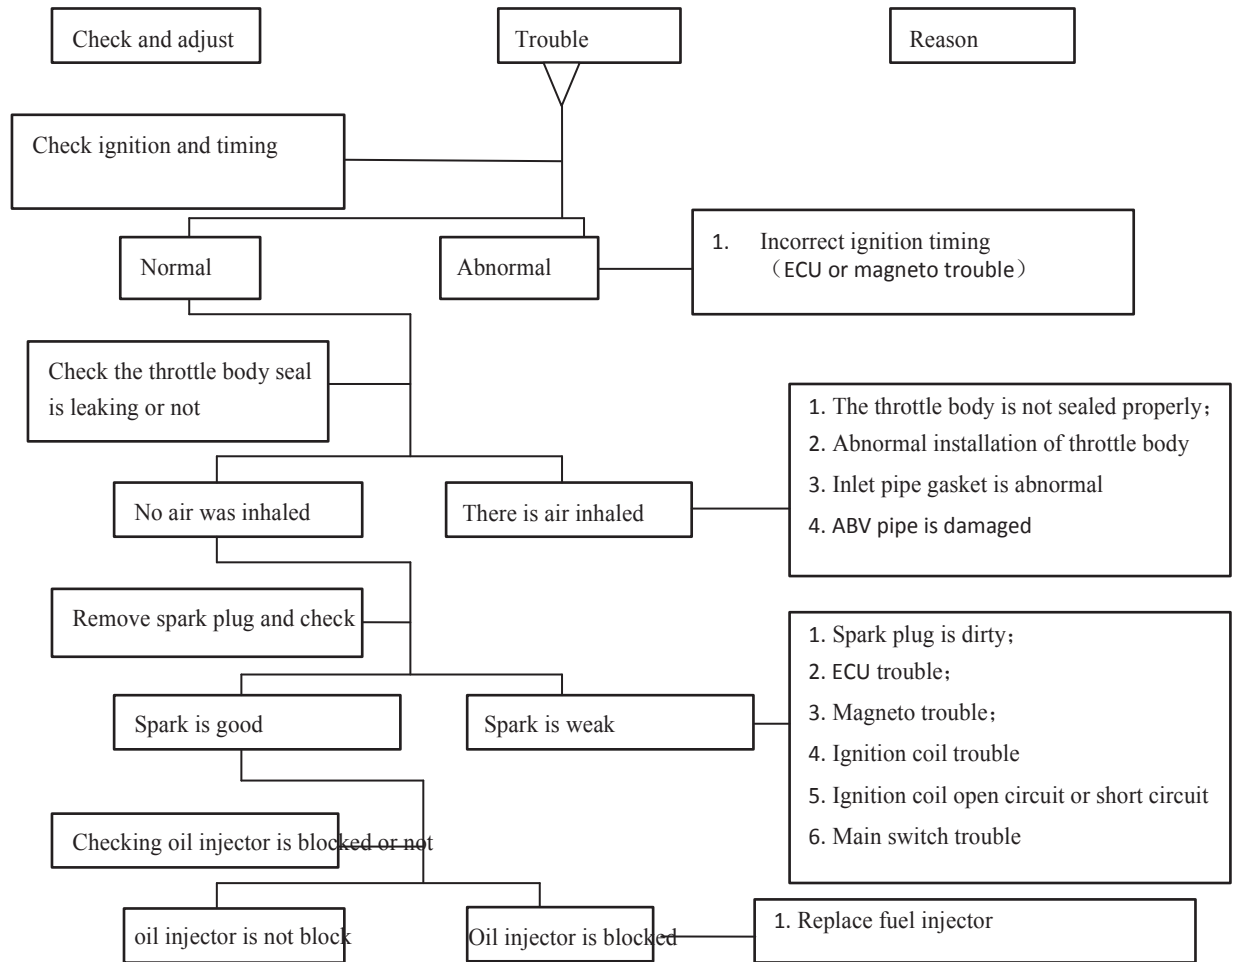 Check and adjust
Trouble
Reason
Check ignition and timing
Normal
Abnormal
1. Incorrect ignition timing
（ECU or magneto trouble）
Check the throttle body seal
is leaking or not
1. The throttle body is not sealed properly；
2. Abnormal installation of throttle body
3. Inlet pipe gasket is abnormal
4. ABV pipe is damaged
No air was inhaled
There is air inhaled
Remove spark plug and check
1. Spark plug is dirty；
2. ECU trouble；
3. Magneto trouble；
4. Ignition coil trouble
5. Ignition coil open circuit or short circuit
6. Main switch trouble
Spark is good
Spark is weak
Checking oil injector is blocked or not
oil injector is not block
Oil injector is blocked
1. Replace fuel injector